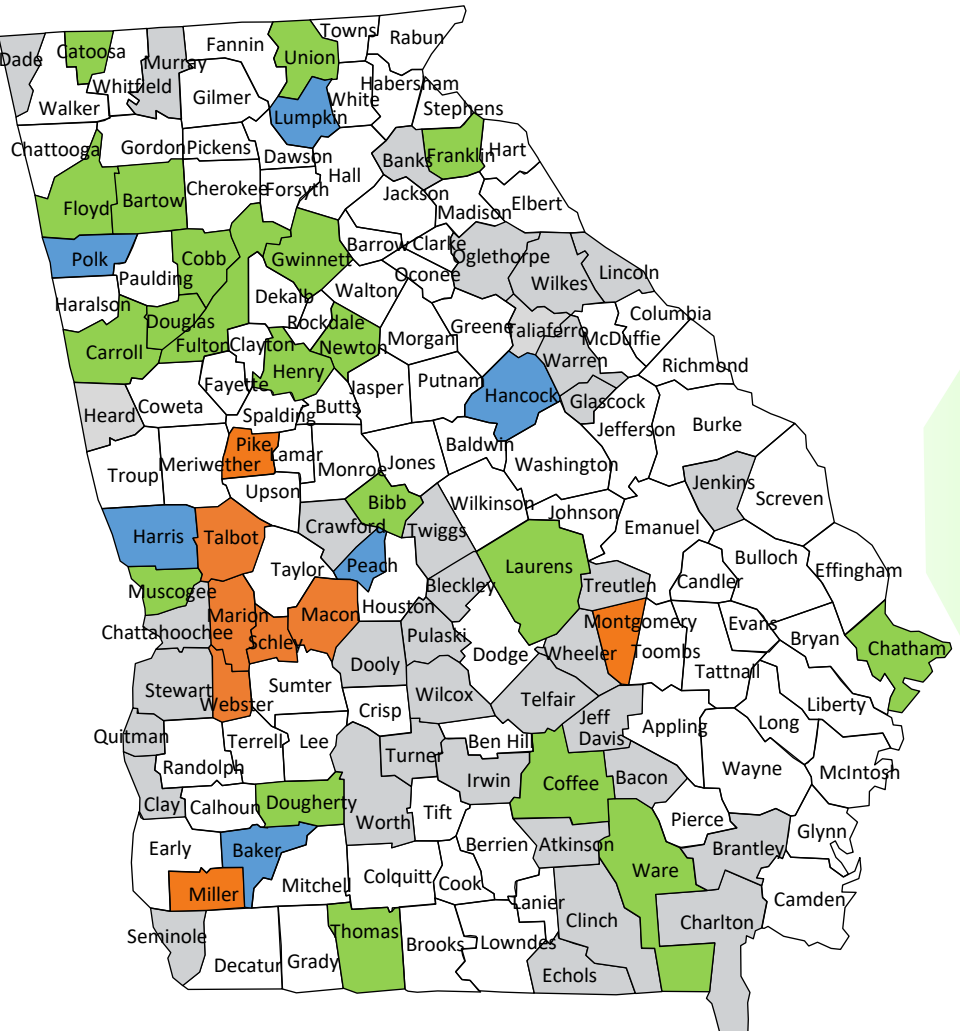 Towns
Rabun
Fannin
Union
Dade
Catoosa
Murray
Whitfield
Walker
Gilmer
Habersham
White
Lumpkin
Stephens
Chattooga
Gordon
Pickens
Dawson
Banks
Franklin
Hart
Hall
Cherokee
Forsyth
Jackson
Floyd
Bartow
Madison
Elbert
Polk
Cobb
Gwinnett
Barrow
Clarke
Oglethorpe
Paulding
Oconee
Wilkes
Lincoln
Haralson
Dekalb
Walton
Douglas
Rockdale
Greene
Taliaferro
Columbia
Carroll
Fulton
Clayton
Newton
Morgan
McDuffie
Warren
Richmond
Henry
Fayette
Jasper
Putnam
Hancock
Glascock
Heard
Coweta
Spalding
Butts
Jefferson
Burke
Pike
Lamar
Baldwin
Troup
Meriwether
Monroe
Jones
Washington
Upson
Jenkins
Screven
Bibb
Wilkinson
Johnson
Crawford
Twiggs
Emanuel
Harris
Talbot
Peach
Laurens
Bulloch
Effingham
Taylor
Candler
Muscogee
Bleckley
Treutlen
Marion
Macon
Houston
Montgomery
Evans
Chattahoochee
Schley
Pulaski
Bryan
Chatham
Dooly
Dodge
Wheeler
Toombs
Tattnall
Stewart
Webster
Sumter
Wilcox
Telfair
Crisp
Liberty
Quitman
Terrell
Lee
Turner
Ben Hill
Jeff
Davis
Appling
Long
Randolph
Irwin
Coffee
Bacon
Wayne
McIntosh
Clay
Calhoun
Dougherty
Worth
Tift
Pierce
Glynn
Early
Baker
Berrien
Atkinson
Brantley
Miller
Mitchell
Colquitt
Cook
Ware
Lanier
Camden
Seminole
Thomas
Clinch
Charlton
Decatur
Grady
Brooks
Lowndes
Echols